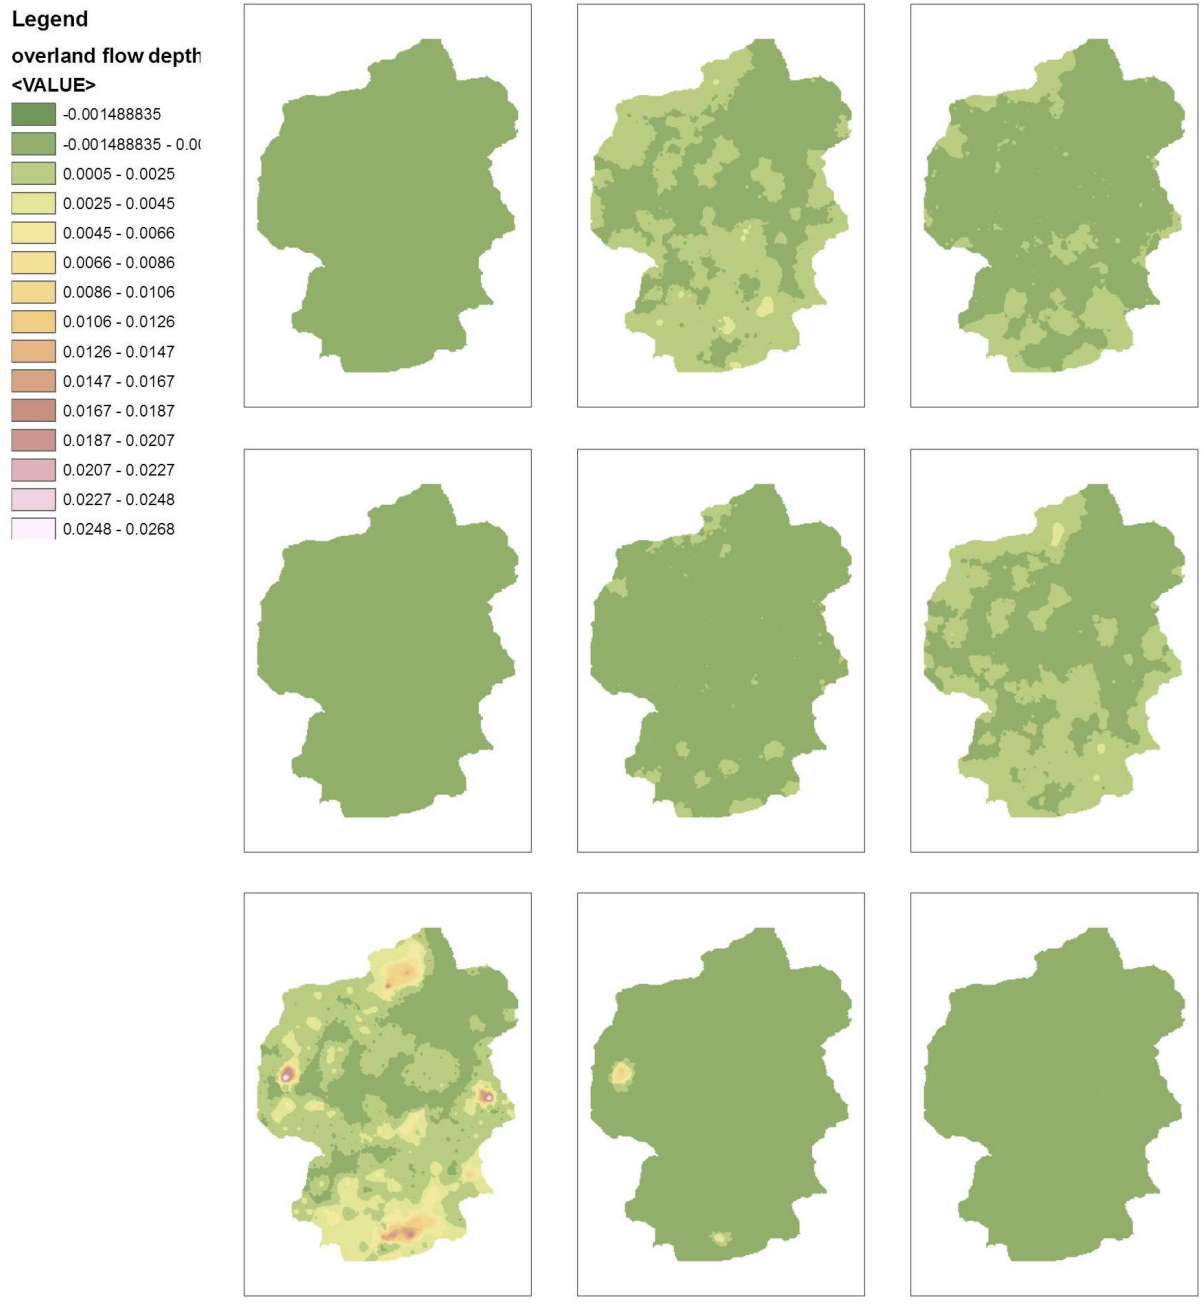 Legend
overland flow depth
<VALUE>
-0.001488835
-0.001488835 - 0.00
0.0005 - 0.0025
0.0025 - 0.0045
0.0045 - 0.0066
0.0066 - 0.0086
0.0086 - 0.0106
0.0106 - 0.0126
0.0126 - 0.0147
0.0147 - 0.0167
0.0167 - 0.0187
0.0187 - 0.0207
0.0207 - 0.0227
0.0227 - 0.0248
0.0248 - 0.0268